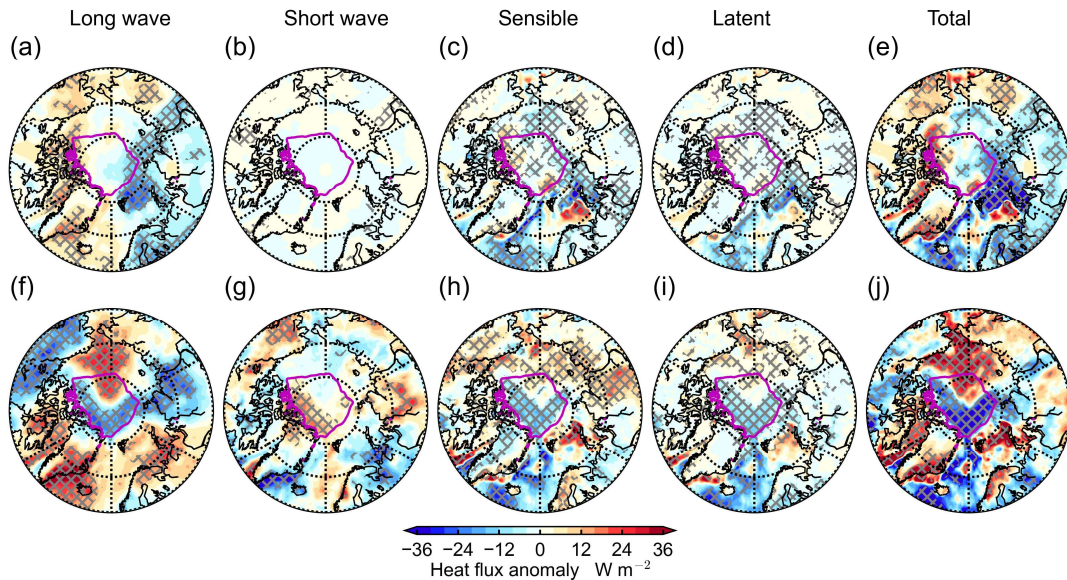 Long wave Short wave Sensible Latent Total
(a) (b) (c) (d) (e)
(f) (g) (h) (i) (j)
−36 −24 −12 0 12 24 36
Heat flux anomaly W m⁻²